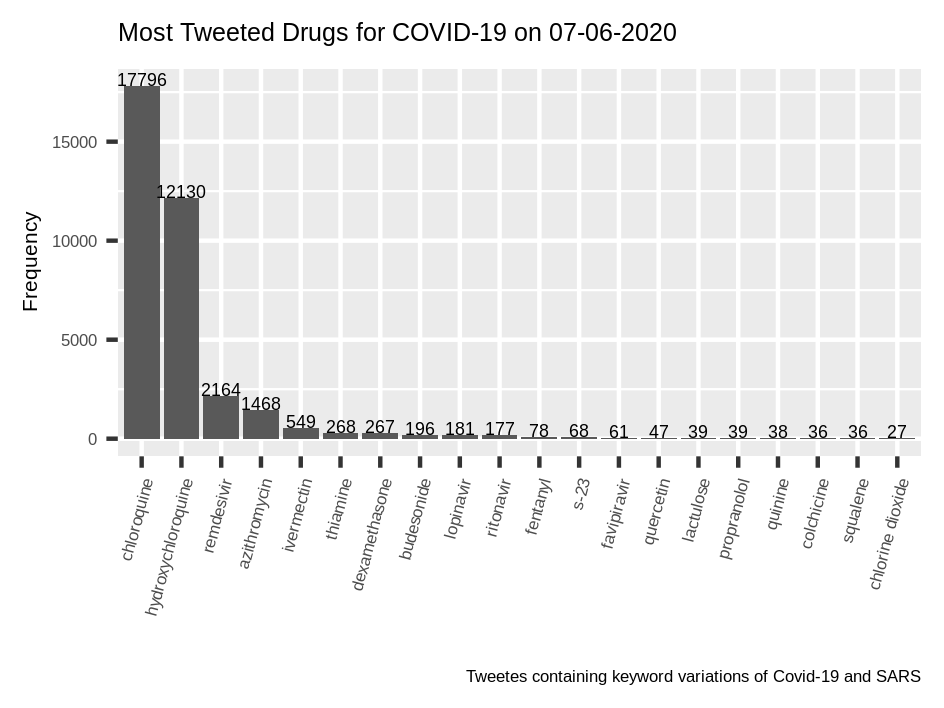 Most Tweeted Drugs for COVID-19 on 07-06-2020
17796
15000
12130
10000
Frequency
5000
2164
1468
549
268
267
196
181
177
78
68
61
47
39
39
38
36
36
27
0
chloroquine
hydroxychloroquine
remdesivir
azithromycin
ivermectin
thiamine
dexamethasone
budesonide
lopinavir
ritonavir
fentanyl
s-23
favipiravir
quercetin
lactulose
propranolol
quinine
colchicine
squalene
chlorine dioxide
Tweetes containing keyword variations of Covid-19 and SARS